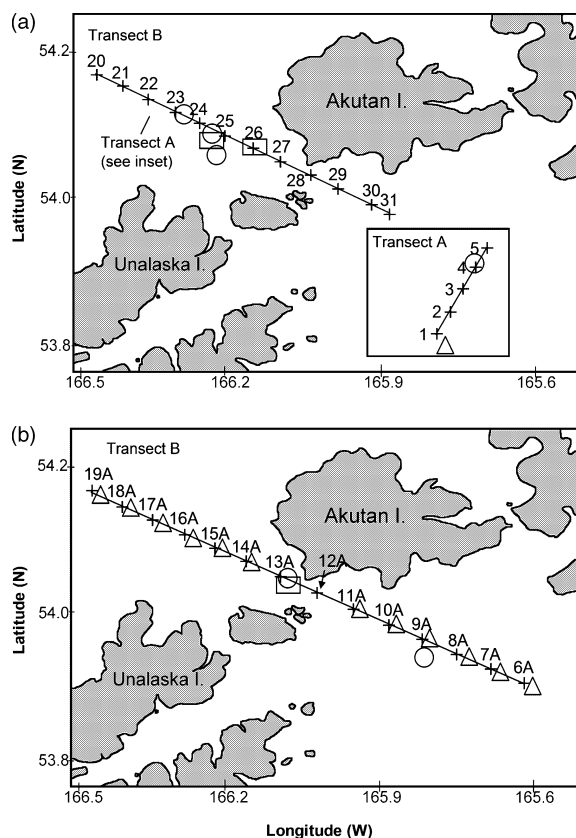 (a)
Transect B
54.2
54.0
53.8
Latitude (N)
20
21
22
23
24
25
26
27
28
29
30
31
Transect A
(see inset)
Akutan I.
Unalaska I.
Transect A
5
4
3
2
1
166.5
166.2
165.9
165.6
(b)
Transect B
54.2
54.0
53.8
Latitude (N)
19A
18A
17A
16A
15A
14A
13A
12A
11A
10A
9A
8A
7A
6A
Akutan I.
Unalaska I.
166.5
166.2
165.9
165.6
Longitude (W)